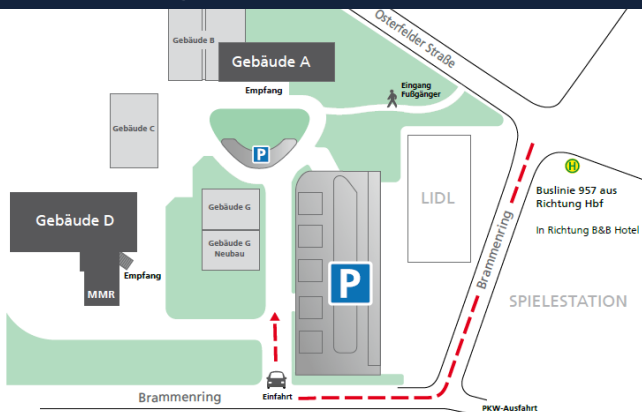 Osterfelder Straße
Gebäude B
Gebäude A
Empfang
Eingang
Fußgänger
Gebäude C
P
H
LIDL
Buslinie 957 aus
Richtung Hbf
In Richtung B&B Hotel
Gebäude G
Gebäude G
Neubau
Gebäude D
Empfang
MMR
P
Brammenring
SPIELESTATION
Brammenring
Einfahrt
PKW-Ausfahrt